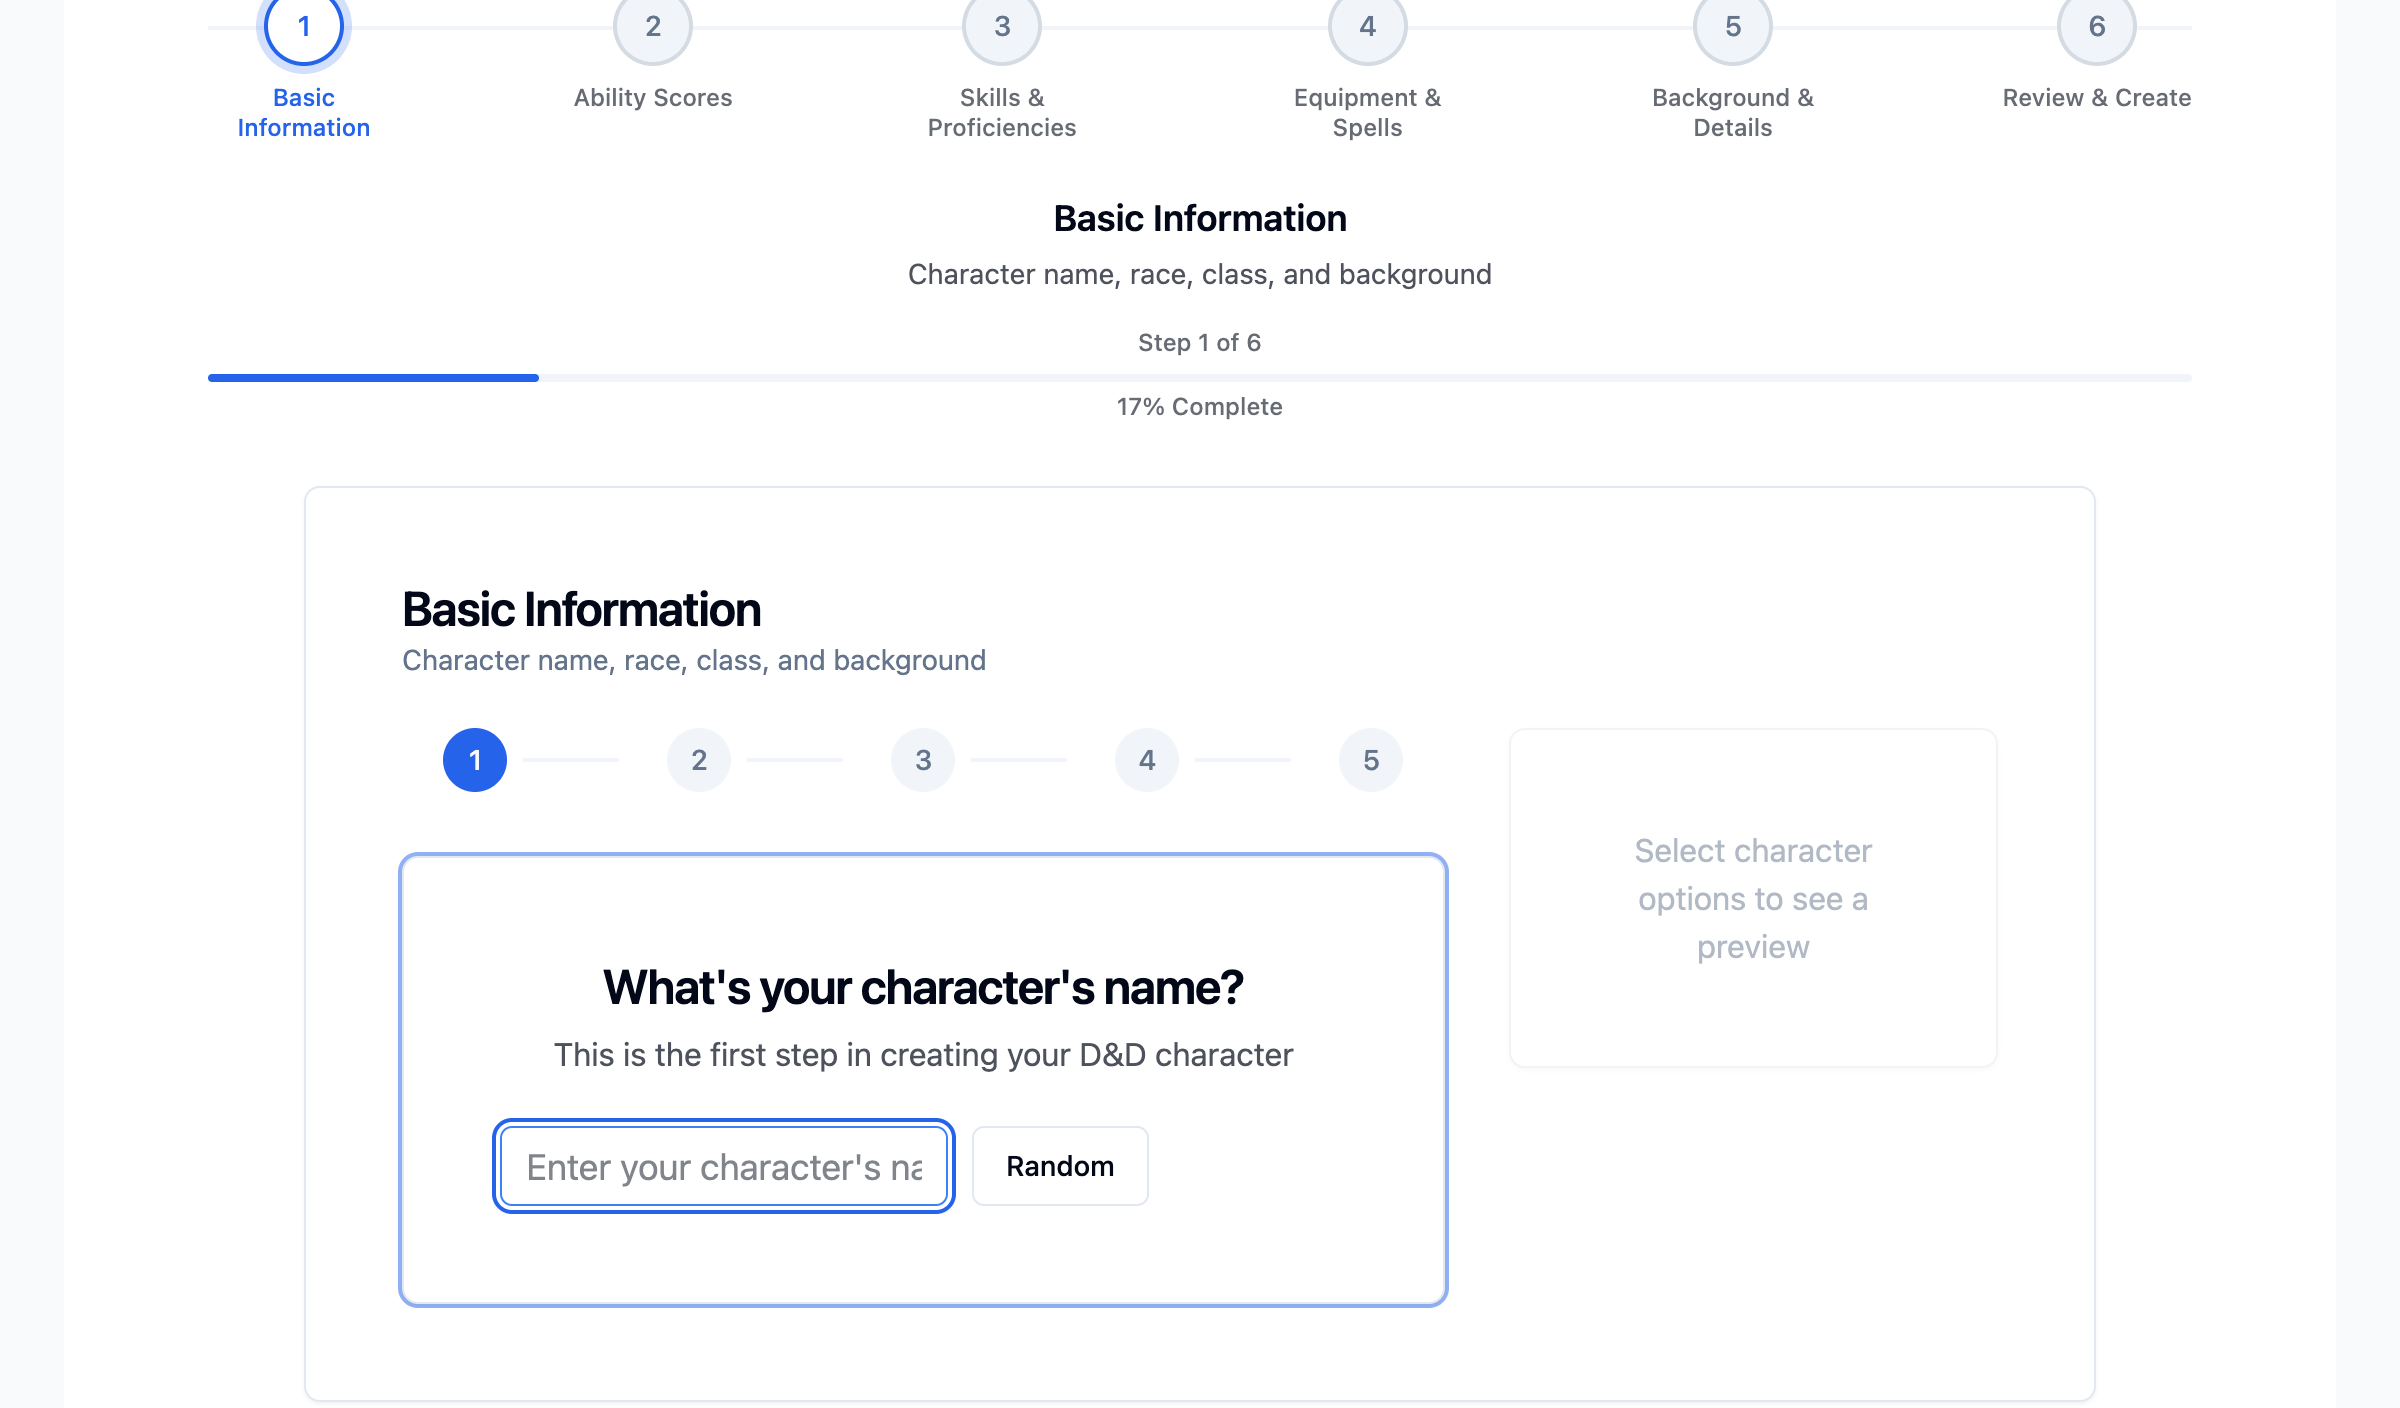 1
2
3
4
5
6
Basic
Information
Ability Scores
Skills &
Proficiencies
Equipment &
Spells
Background &
Details
Review & Create
Basic Information
Character name, race, class, and background
Step 1 of 6
17% Complete
Basic Information
Character name, race, class, and background
1
2
3
4
5
Select character
options to see a
preview
What's your character's name?
This is the first step in creating your D&D character
Enter your character's na
Random